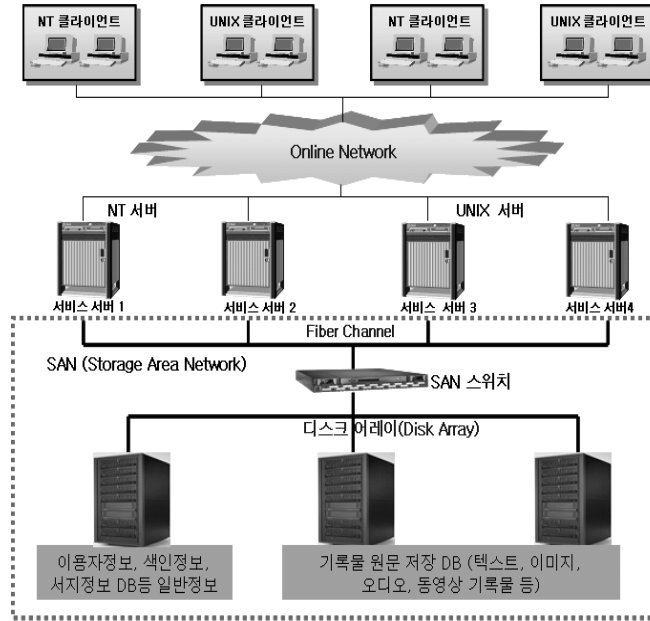 NT 클라이언트
UNIX 클라이언트
NT 클라이언트
UNIX 클라이언트
Online Network
NT 서버
UNIX 서버
서비스 서버 1
서비스 서버 2
서비스 서버 3
서비스 서버4
Fiber Channel
SAN (Storage Area Network)
SAN 스위치
디스크 어레이(Disk Array)
이용자정보, 색인정보,
서지정보 DB등 일반정보
기록물 원문 저장 DB (텍스트, 이미지,
오디오, 동영상 기록물 등)